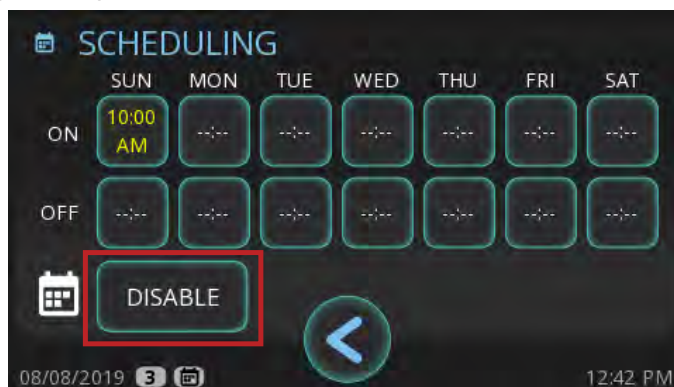 SCHEDULING
SUN MON TUE WED THU FRI SAT
ON 10:00 AM --:-- --:-- --:-- --:-- --:-- --:--
OFF --:-- --:-- --:-- --:-- --:-- --:-- --:--
DISABLE
08/08/2019 3 12:42 PM